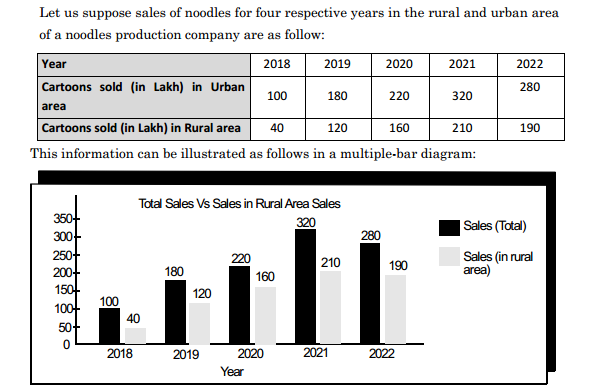 Let us suppose sales of noodles for four respective years in the rural and urban area
of a noodles production company are as follow:
Year 2018 2019 2020 2021 2022
Cartoons sold (in Lakh) in Urban area 100 180 220 320 280
Cartoons sold (in Lakh) in Rural area 40 120 160 210 190
This information can be illustrated as follows in a multiple-bar diagram:
Total Sales Vs Sales in Rural Area Sales
350
300
250
200
150
100
50
0
100 40
180 120
220 160
320 210
280 190
2018 2019 2020 2021 2022
Year
Sales (Total)
Sales (in rural
area)